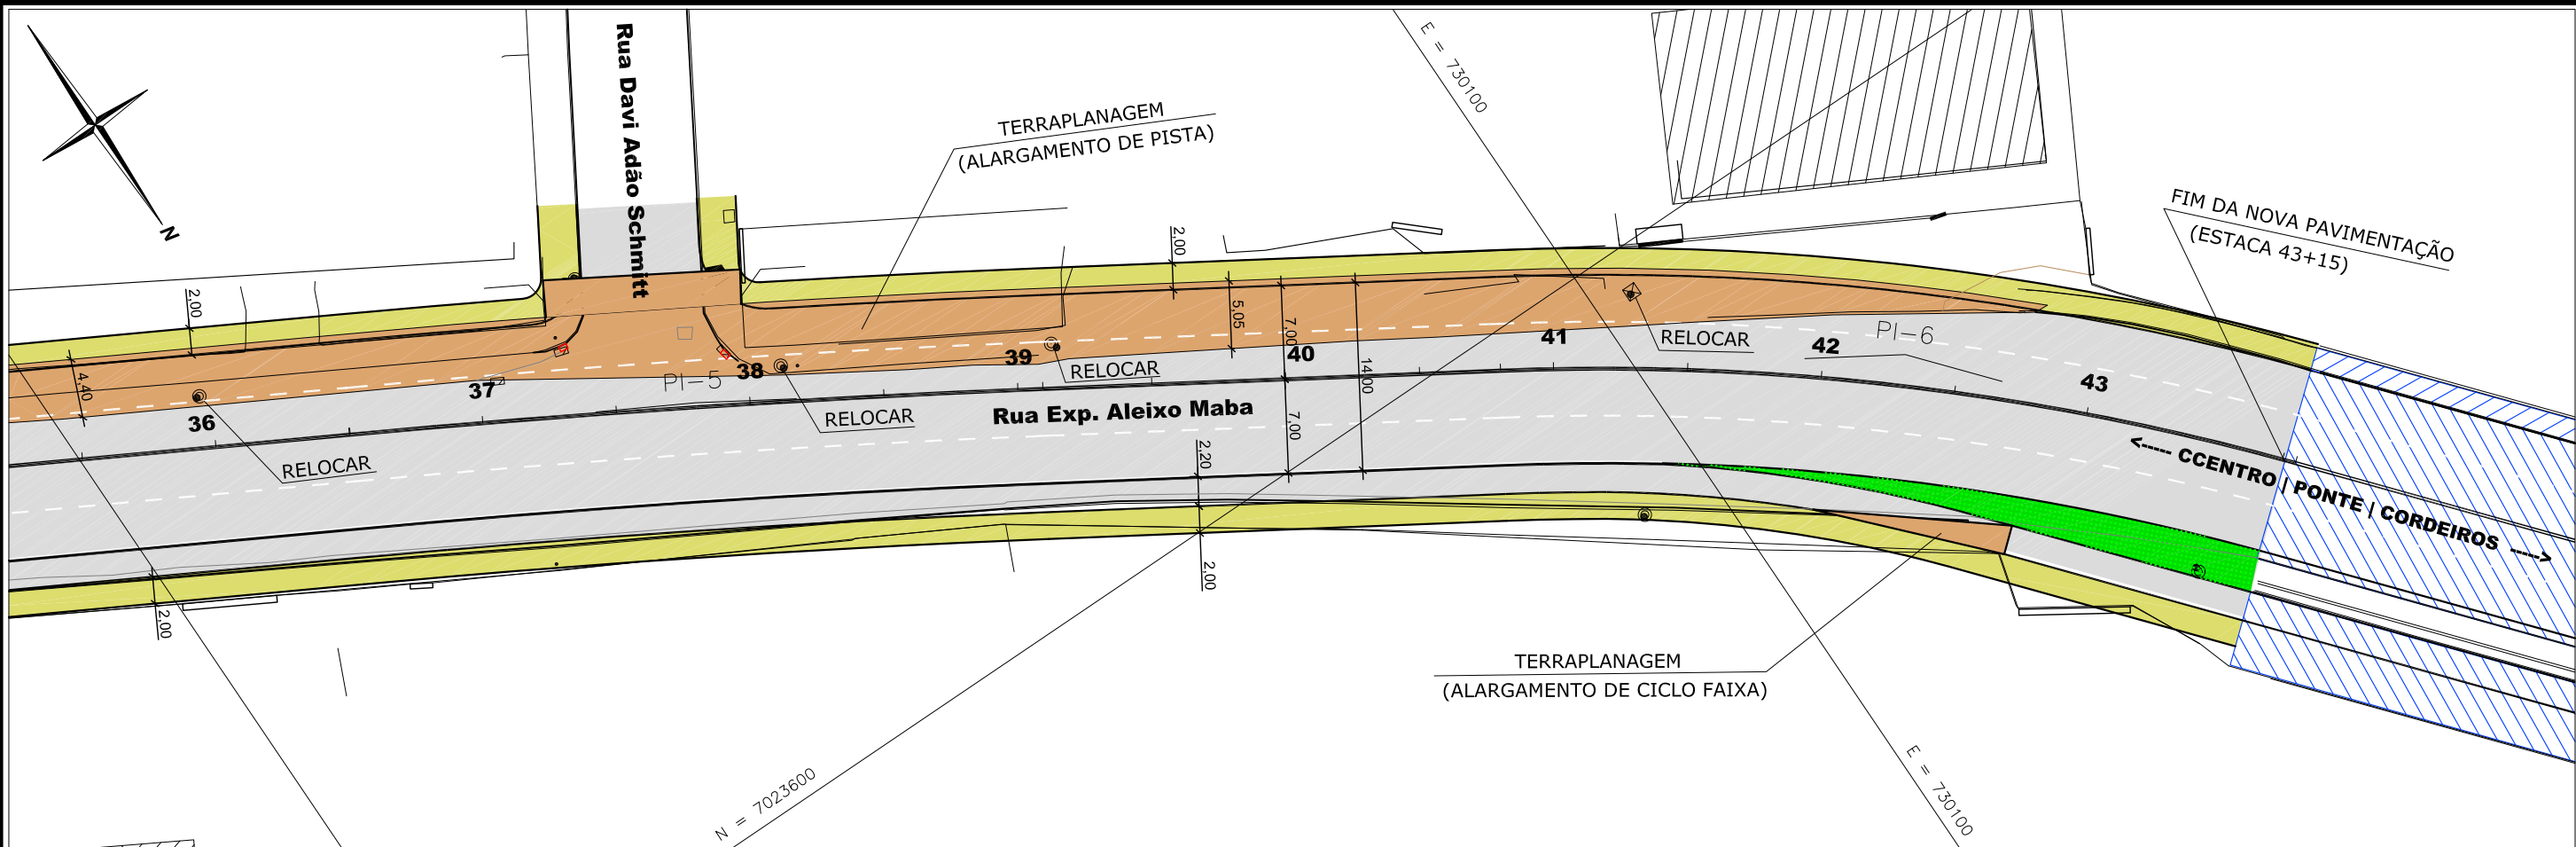 Rua Davi Adão Schmitt
E = 730100
N
TERRAPLANAGEM
(ALARGAMENTO DE PISTA)
FIM DA NOVA PAVIMENTAÇÃO
(ESTACA 43+15)
2,00
2,00
5,05
7,00
14,00
4,40
36
37
PI-5
38
39
40
41
42
PI-6
43
RELOCAR
RELOCAR
RELOCAR
RELOCAR
Rua Exp. Aleixo Maba
7,00
2,20
<----- CCENTRO | PONTE | CORDEIROS ----->
2,00
2,00
TERRAPLANAGEM
(ALARGAMENTO DE CICLO FAIXA)
N = 7023600
E = 730100